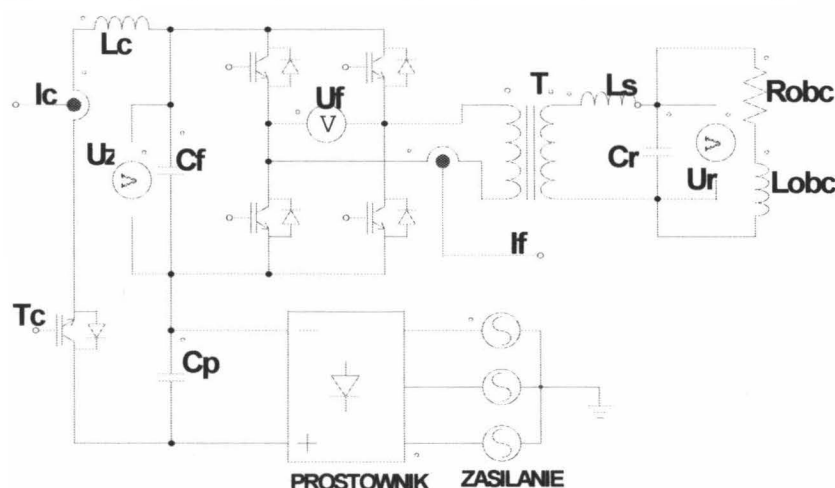 Lc
Ic
Uz
Cf
Uf
V
V
T
Ls
Robc
Cr
V
Ur
Lobc
If
Tc
Cp
−
+
PROSTOWNIK
ZASILANIE